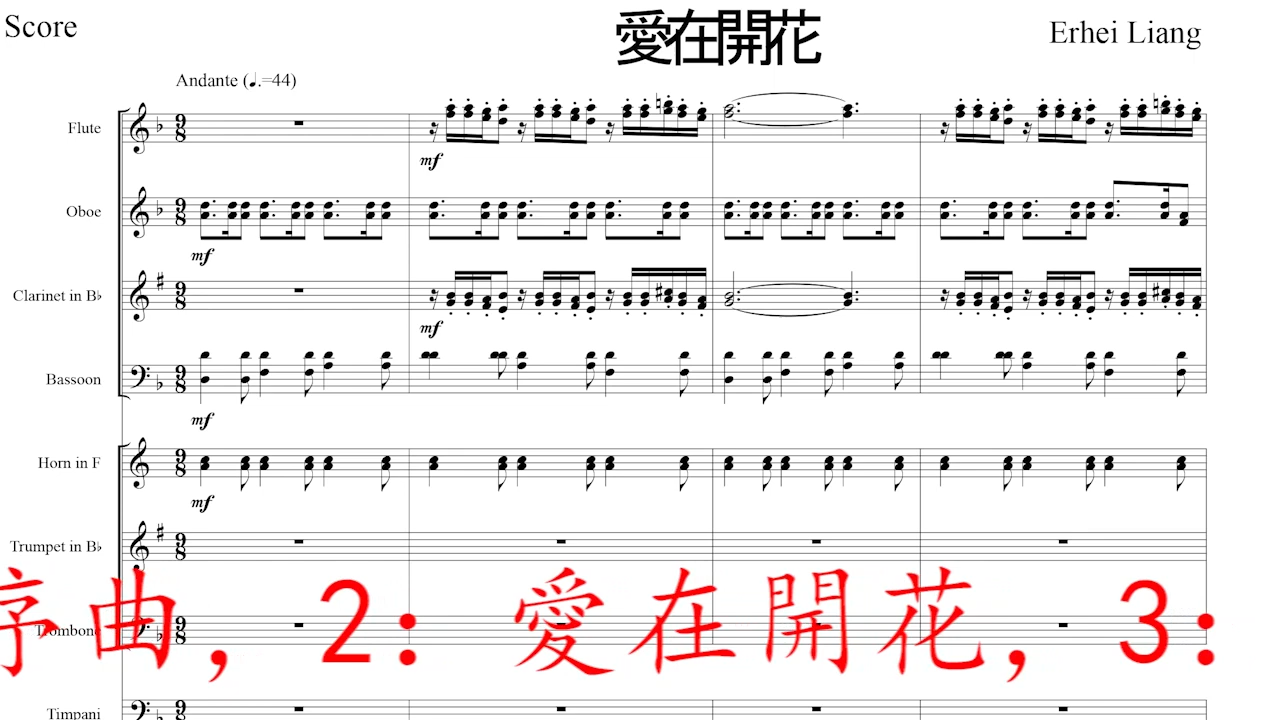 Score
愛在開花
Erhei Liang
Andante (♩.=44)
Flute
mf
Oboe
mf
Clarinet in B♭
mf
Bassoon
mf
Horn in F
mf
Trumpet in B♭
序曲, 2: 愛在開花, 3:
Trombone
Timpani